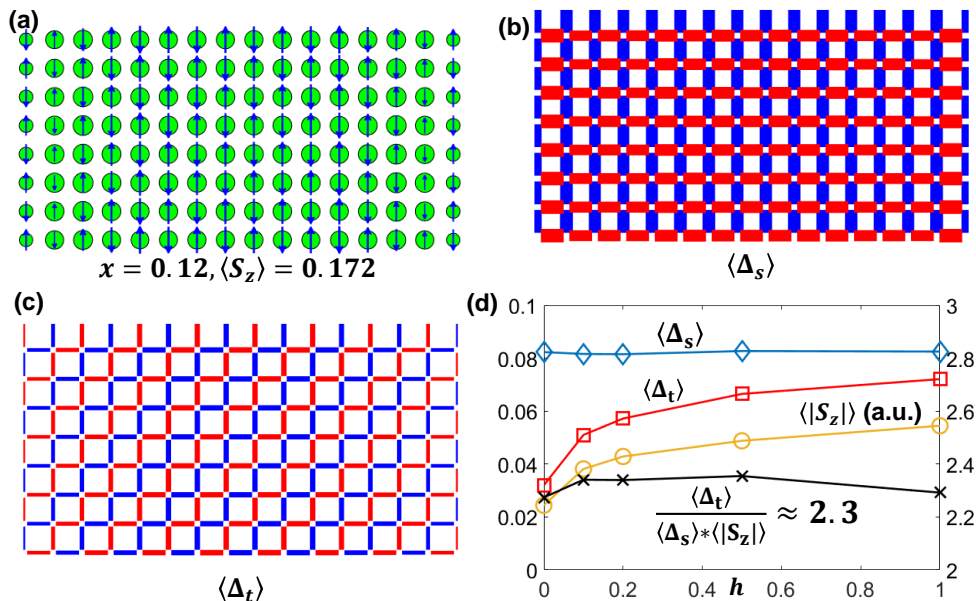 (a)
x = 0.12, ⟨S_z⟩ = 0.172
(b)
⟨Δ_s⟩
(c)
⟨Δ_t⟩
(d)
0.1
0.08
0.06
0.04
0.02
0
3
2.8
2.6
2.4
2.2
2
⟨Δ_s⟩
⟨Δ_t⟩
⟨|S_z|⟩ (a.u.)
⟨Δ_t⟩
⟨Δ_s⟩*⟨|S_z|⟩
≈ 2.3
0 0.2 0.4 h 0.6 0.8 1